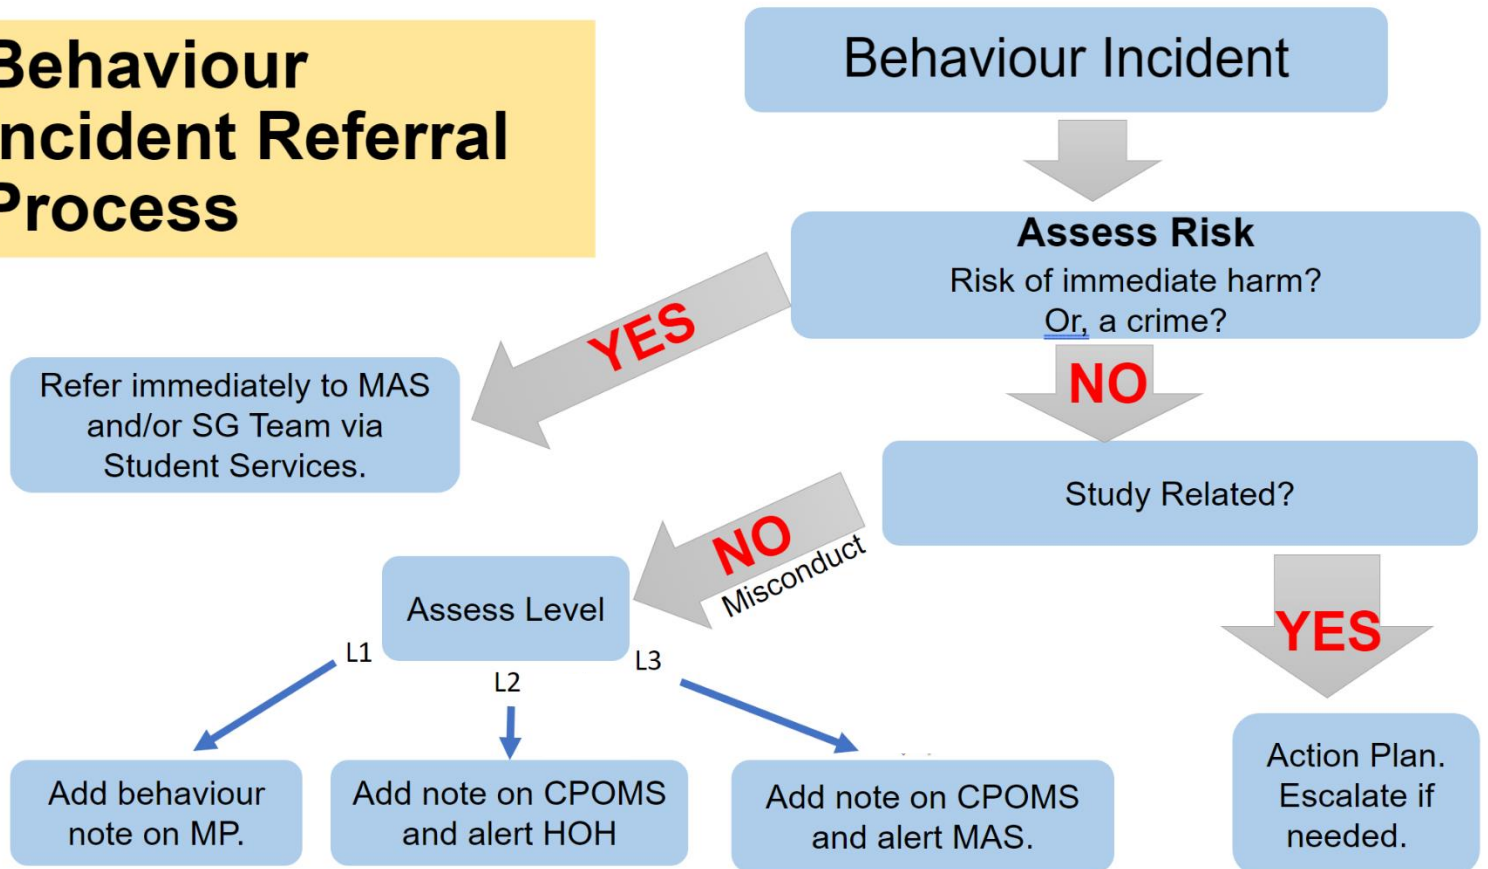 Behaviour
Incident Referral
Process
Behaviour Incident
Assess Risk
Risk of immediate harm?
Or, a crime?
YES
NO
Refer immediately to MAS
and/or SG Team via
Student Services.
Study Related?
NO
Misconduct
YES
Assess Level
L1
L2
L3
Add behaviour
note on MP.
Add note on CPOMS
and alert HOH
Add note on CPOMS
and alert MAS.
Action Plan.
Escalate if
needed.